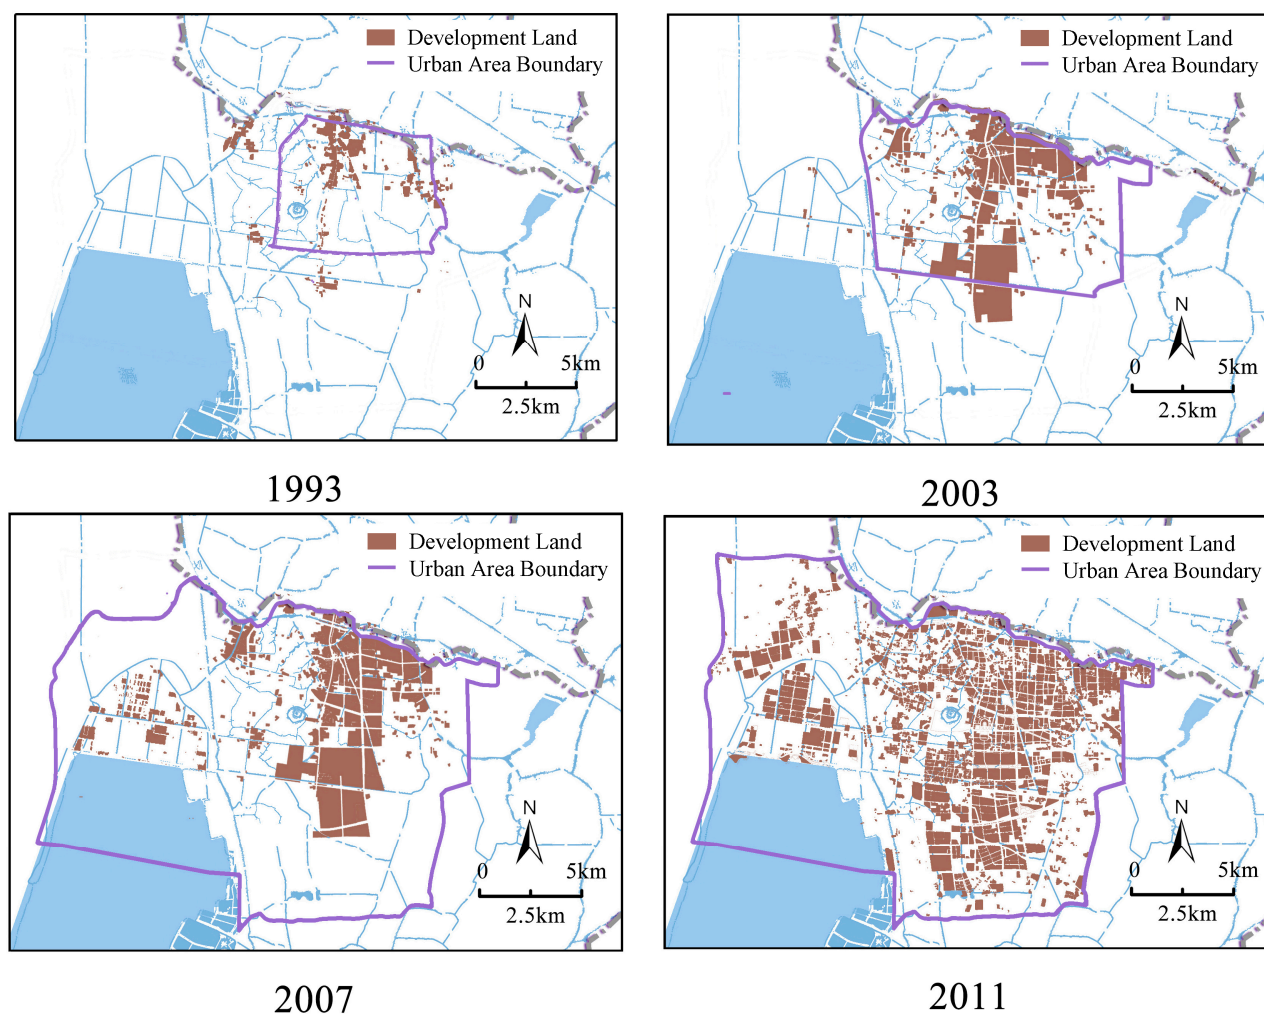 Development Land
Urban Area Boundary
N
0 5km
2.5km
1993
Development Land
Urban Area Boundary
N
0 5km
2.5km
2003
Development Land
Urban Area Boundary
N
0 5km
2.5km
2007
Development Land
Urban Area Boundary
N
0 5km
2.5km
2011